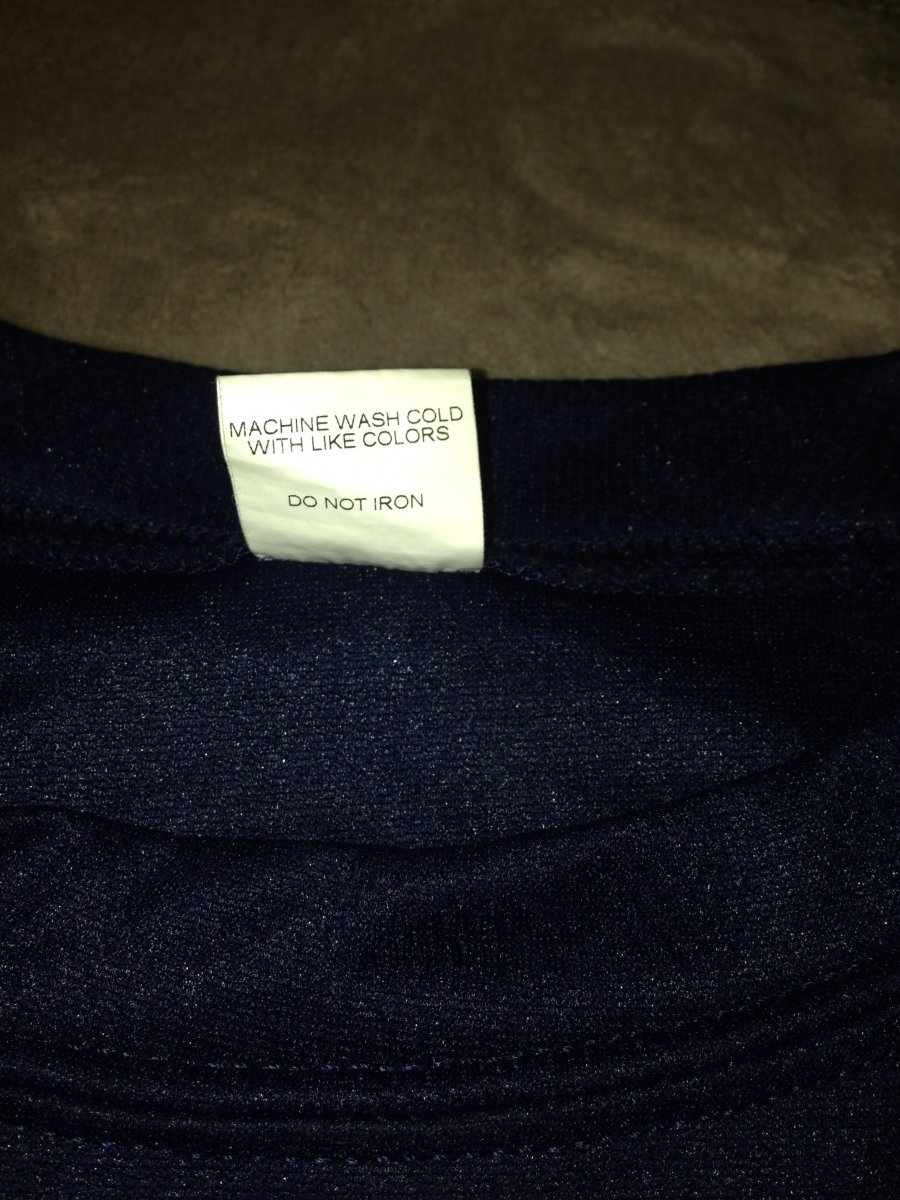 MACHINE WASH COLD
WITH LIKE COLORS
DO NOT IRON